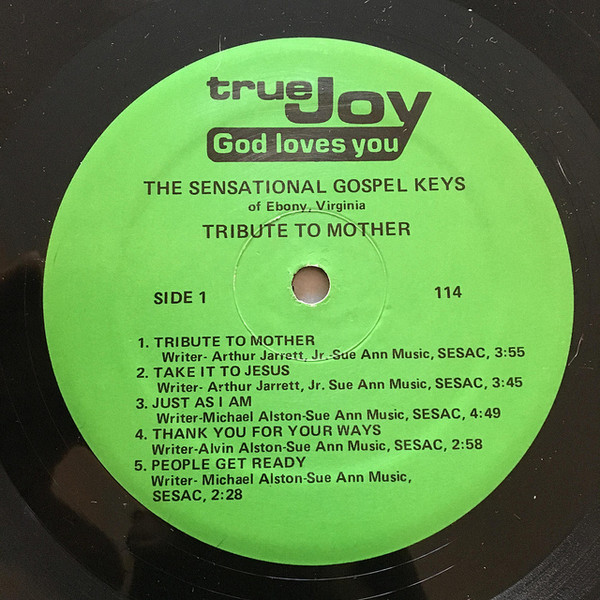 true Joy
God loves you
THE SENSATIONAL GOSPEL KEYS
of Ebony, Virginia
TRIBUTE TO MOTHER
SIDE 1 114
1. TRIBUTE TO MOTHER
Writer- Arthur Jarrett, Jr.-Sue Ann Music, SESAC, 3:55
2. TAKE IT TO JESUS
Writer- Arthur Jarrett, Jr. Sue Ann Music, SESAC, 3:45
3. JUST AS I AM
Writer-Michael Alston-Sue Ann Music, SESAC, 4:49
4. THANK YOU FOR YOUR WAYS
Writer-Alvin Alston-Sue Ann Music, SESAC, 2:58
5. PEOPLE GET READY
Writer- Michael Alston-Sue Ann Music,
SESAC, 2:28